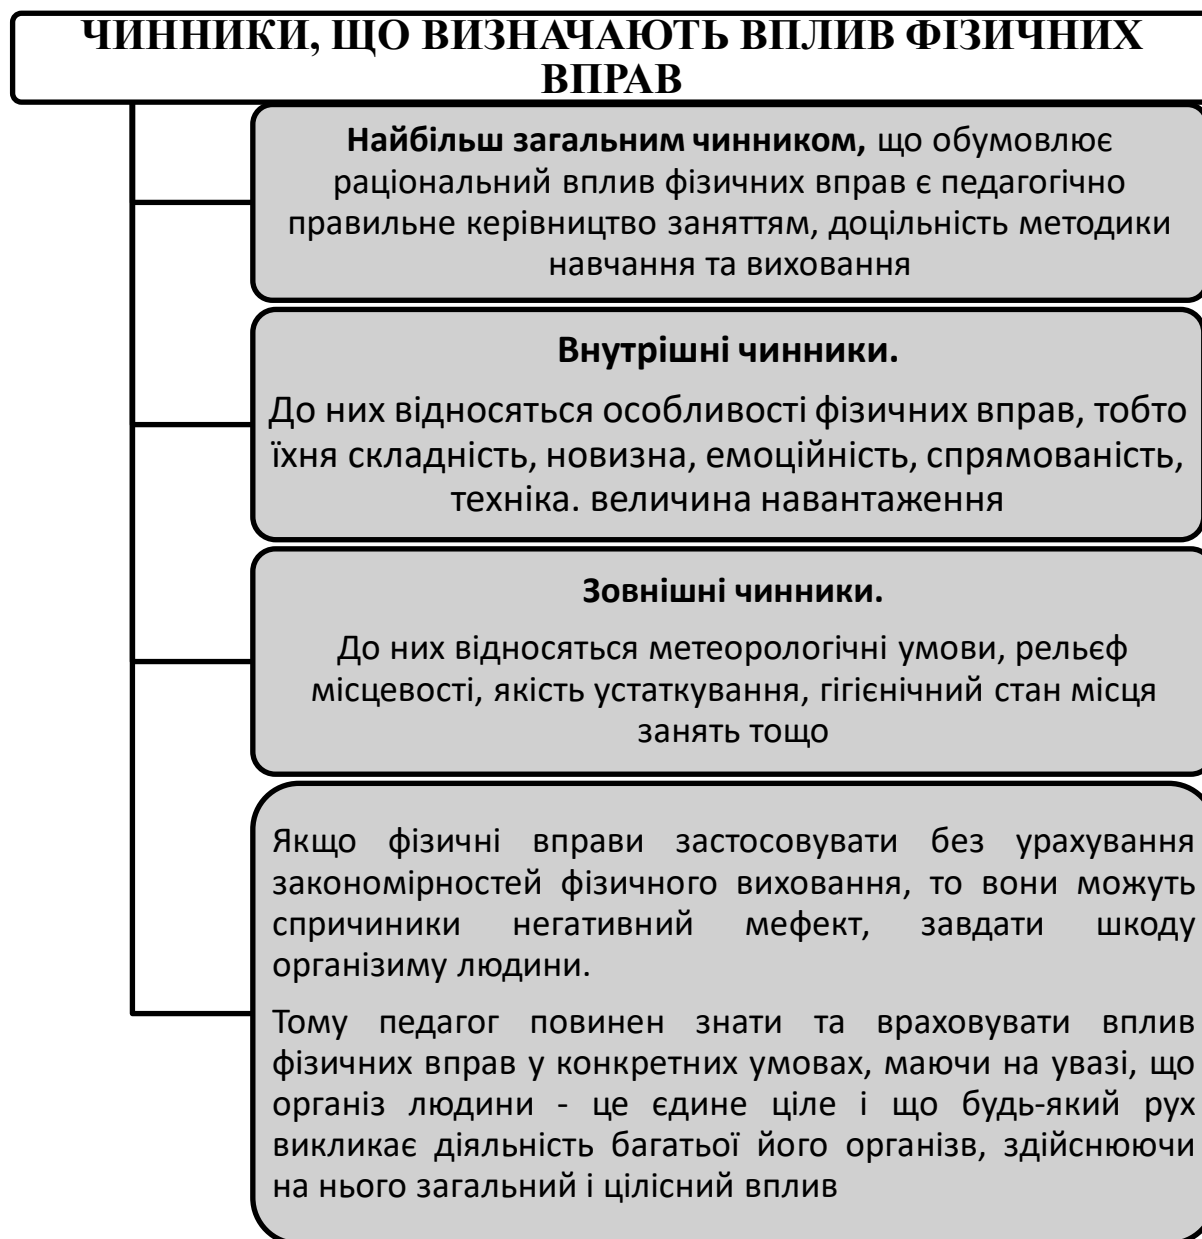 ЧИННИКИ, ЩО ВИЗНАЧАЮТЬ ВПЛИВ ФІЗИЧНИХ
ВПРАВ
Найбільш загальним чинником, що обумовлює
раціональний вплив фізичних вправ є педагогічно
правильне керівництво заняттям, доцільність методики
навчання та виховання
Внутрішні чинники.
До них відносяться особливості фізичних вправ, тобто
їхня складність, новизна, емоційність, спрямованість,
техніка. величина навантаження
Зовнішні чинники.
До них відносяться метеорологічні умови, рельєф
місцевості, якість устаткування, гігієнічний стан місця
занять тощо
Якщо фізичні вправи застосовувати без урахування
закономірностей фізичного виховання, то вони можуть
спричиники негативний мефект, завдати шкоду
організиму людини.
Тому педагог повинен знати та враховувати вплив
фізичних вправ у конкретних умовах, маючи на увазі, що
організ людини - це єдине ціле і що будь-який рух
викликає діяльність багатьої його організв, здійснюючи
на нього загальний і цілісний вплив